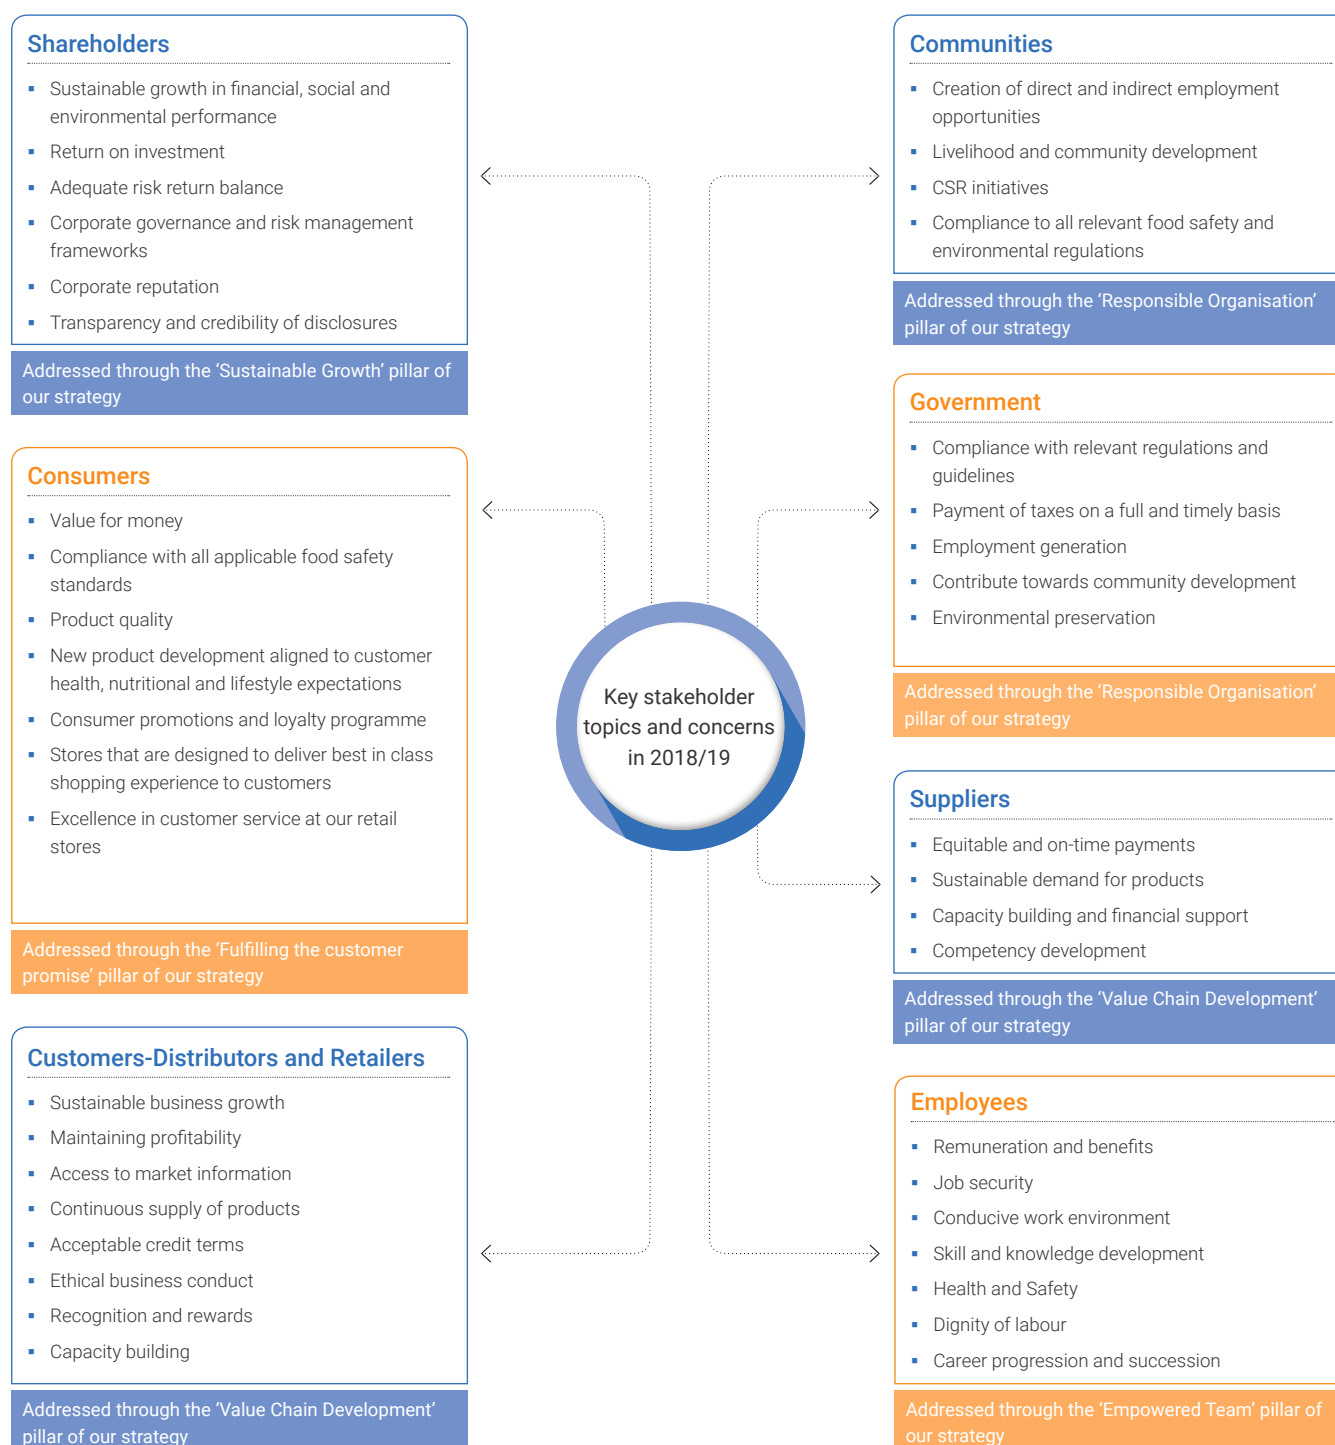 Shareholders
Sustainable growth in financial, social and
environmental performance
Return on investment
Adequate risk return balance
Corporate governance and risk management
frameworks
Corporate reputation
Transparency and credibility of disclosures
Addressed through the ‘Sustainable Growth’ pillar of
our strategy
Consumers
Value for money
Compliance with all applicable food safety
standards
Product quality
New product development aligned to customer
health, nutritional and lifestyle expectations
Consumer promotions and loyalty programme
Stores that are designed to deliver best in class
shopping experience to customers
Excellence in customer service at our retail
stores
Addressed through the ‘Fulfilling the customer
promise’ pillar of our strategy
Customers-Distributors and Retailers
Sustainable business growth
Maintaining profitability
Access to market information
Continuous supply of products
Acceptable credit terms
Ethical business conduct
Recognition and rewards
Capacity building
Addressed through the ‘Value Chain Development’
pillar of our strategy
Key stakeholder
topics and concerns
in 2018/19
Communities
Creation of direct and indirect employment
opportunities
Livelihood and community development
CSR initiatives
Compliance to all relevant food safety and
environmental regulations
Addressed through the ‘Responsible Organisation’
pillar of our strategy
Government
Compliance with relevant regulations and
guidelines
Payment of taxes on a full and timely basis
Employment generation
Contribute towards community development
Environmental preservation
Addressed through the ‘Responsible Organisation’
pillar of our strategy
Suppliers
Equitable and on-time payments
Sustainable demand for products
Capacity building and financial support
Competency development
Addressed through the ‘Value Chain Development’
pillar of our strategy
Employees
Remuneration and benefits
Job security
Conducive work environment
Skill and knowledge development
Health and Safety
Dignity of labour
Career progression and succession
Addressed through the ‘Empowered Team’ pillar of
our strategy